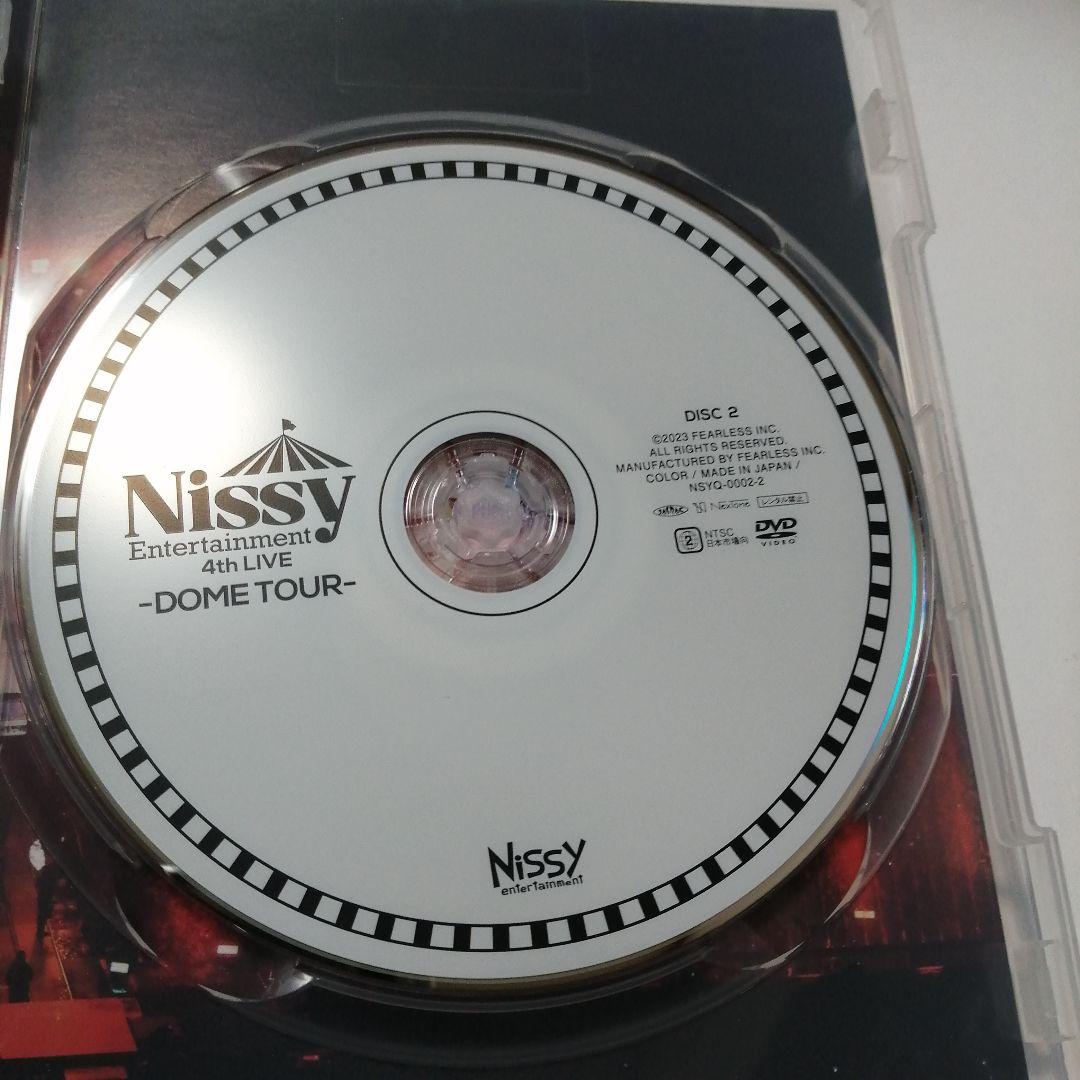 Nissy
Entertainment
4th LIVE
-DOME TOUR-
DISC 2
©2023 FEARLESS INC.
ALL RIGHTS RESERVED.
MANUFACTURED BY FEARLESS INC.
COLOR / MADE IN JAPAN /
NSYQ-0002-2
JASRAC NexTone レンタル禁止
2 NTSC 日本市場向 DVD VIDEO
Nissy
entertainment